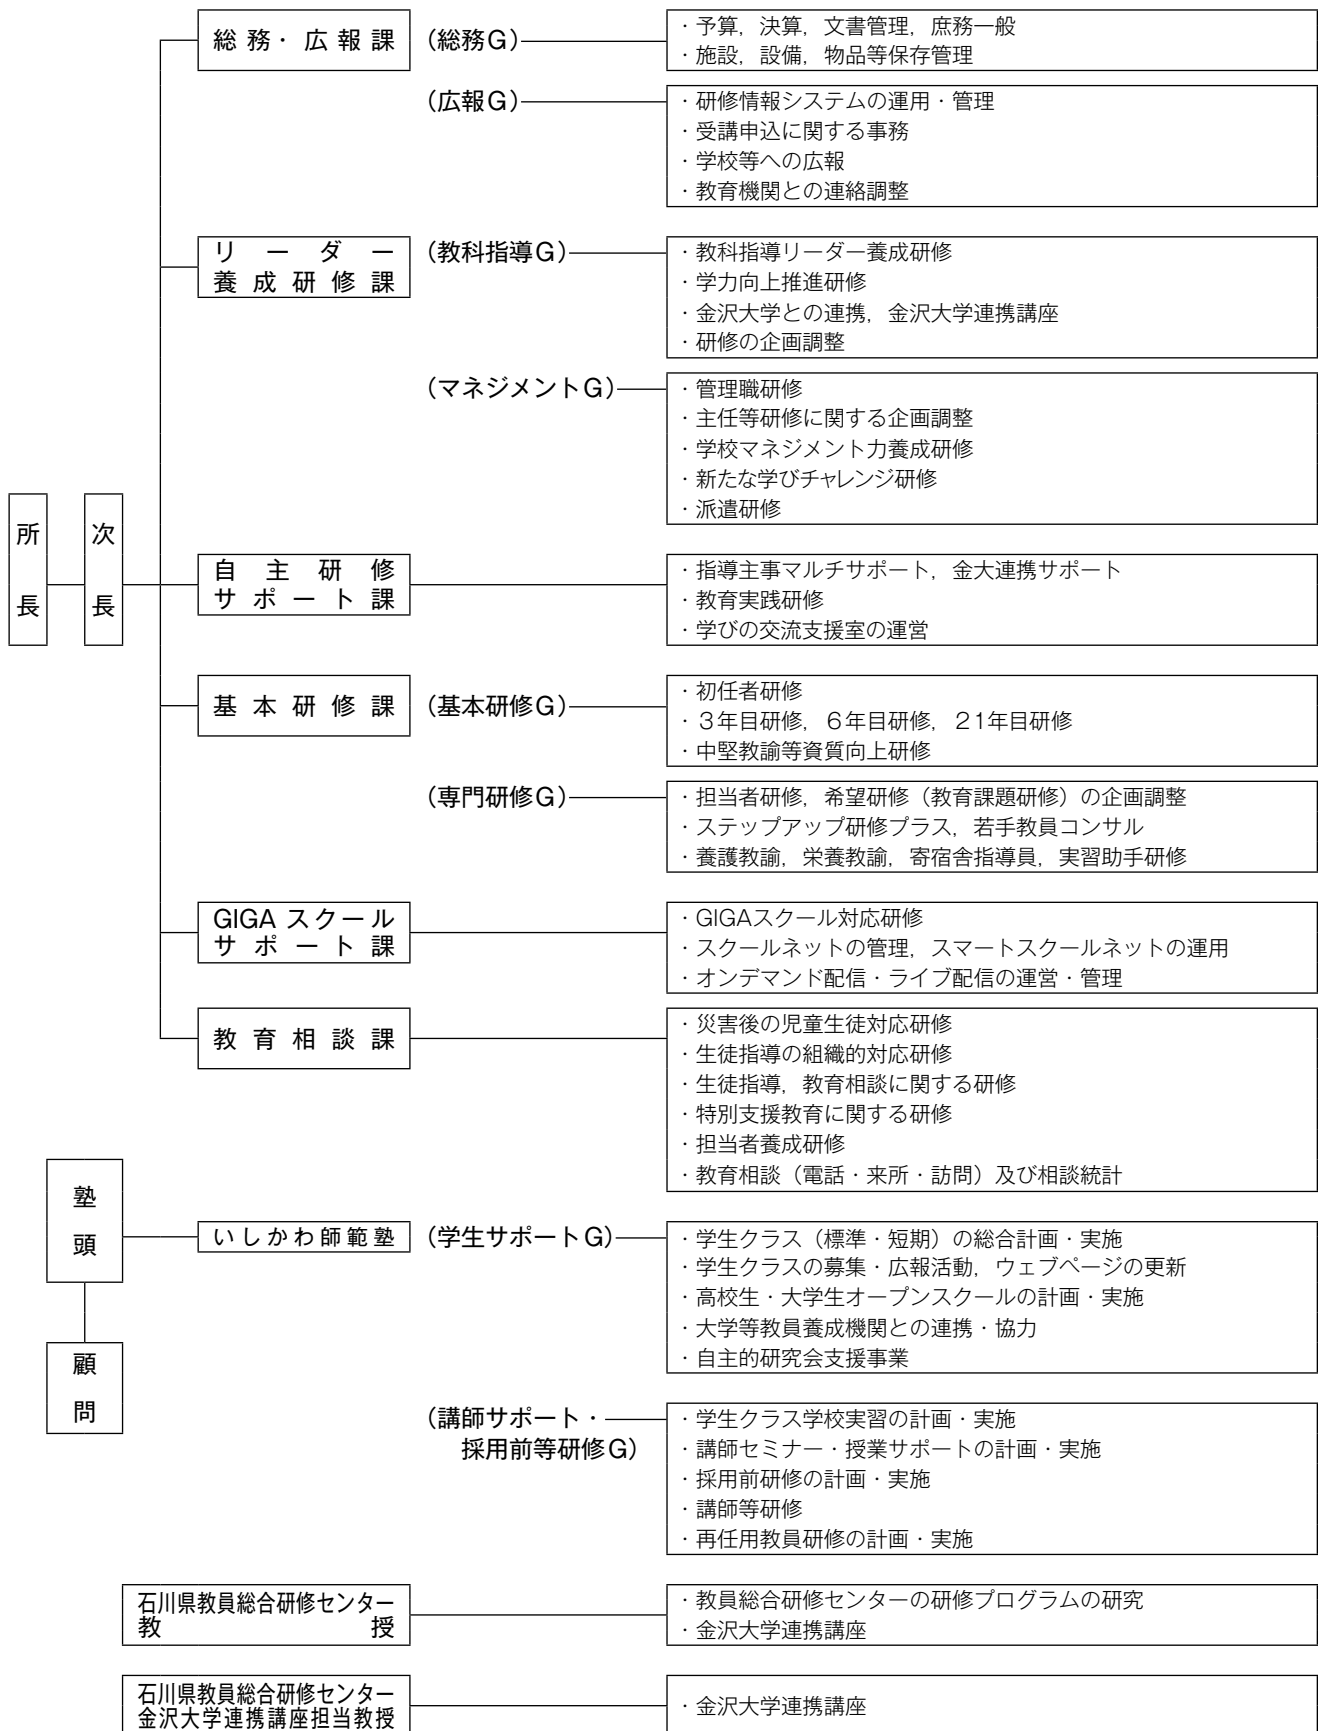 総務・広報課 (総務G)
・予算，決算，文書管理，庶務一般
・施設，設備，物品等保存管理
(広報G)
・研修情報システムの運用・管理
・受講申込に関する事務
・学校等への広報
・教育機関との連絡調整
リーダー
養成研修課
(教科指導G)
・教科指導リーダー養成研修
・学力向上推進研修
・金沢大学との連携，金沢大学連携講座
・研修の企画調整
(マネジメントG)
・管理職研修
・主任等研修に関する企画調整
・学校マネジメント力養成研修
・新たな学びチャレンジ研修
・派遣研修
所長
次長
自主研修
サポート課
・指導主事マルチサポート，金大連携サポート
・教育実践研修
・学びの交流支援室の運営
基本研修課 (基本研修G)
・初任者研修
・３年目研修，６年目研修，21年目研修
・中堅教諭等資質向上研修
(専門研修G)
・担当者研修，希望研修（教育課題研修）の企画調整
・ステップアップ研修プラス，若手教員コンサル
・養護教諭，栄養教諭，寄宿舎指導員，実習助手研修
GIGAスクール
サポート課
・GIGAスクール対応研修
・スクールネットの管理，スマートスクールネットの運用
・オンデマンド配信・ライブ配信の運営・管理
教育相談課
・災害後の児童生徒対応研修
・生徒指導の組織的対応研修
・生徒指導，教育相談に関する研修
・特別支援教育に関する研修
・担当者養成研修
・教育相談（電話・来所・訪問）及び相談統計
塾頭
顧問
いしかわ師範塾 (学生サポートG)
・学生クラス（標準・短期）の総合計画・実施
・学生クラスの募集・広報活動，ウェブページの更新
・高校生・大学生オープンスクールの計画・実施
・大学等教員養成機関との連携・協力
・自主的研究会支援事業
(講師サポート・
採用前等研修G)
・学生クラス学校実習の計画・実施
・講師セミナー・授業サポートの計画・実施
・採用前研修の計画・実施
・講師等研修
・再任用教員研修の計画・実施
石川県教員総合研修センター
教授
・教員総合研修センターの研修プログラムの研究
・金沢大学連携講座
石川県教員総合研修センター
金沢大学連携講座担当教授
・金沢大学連携講座